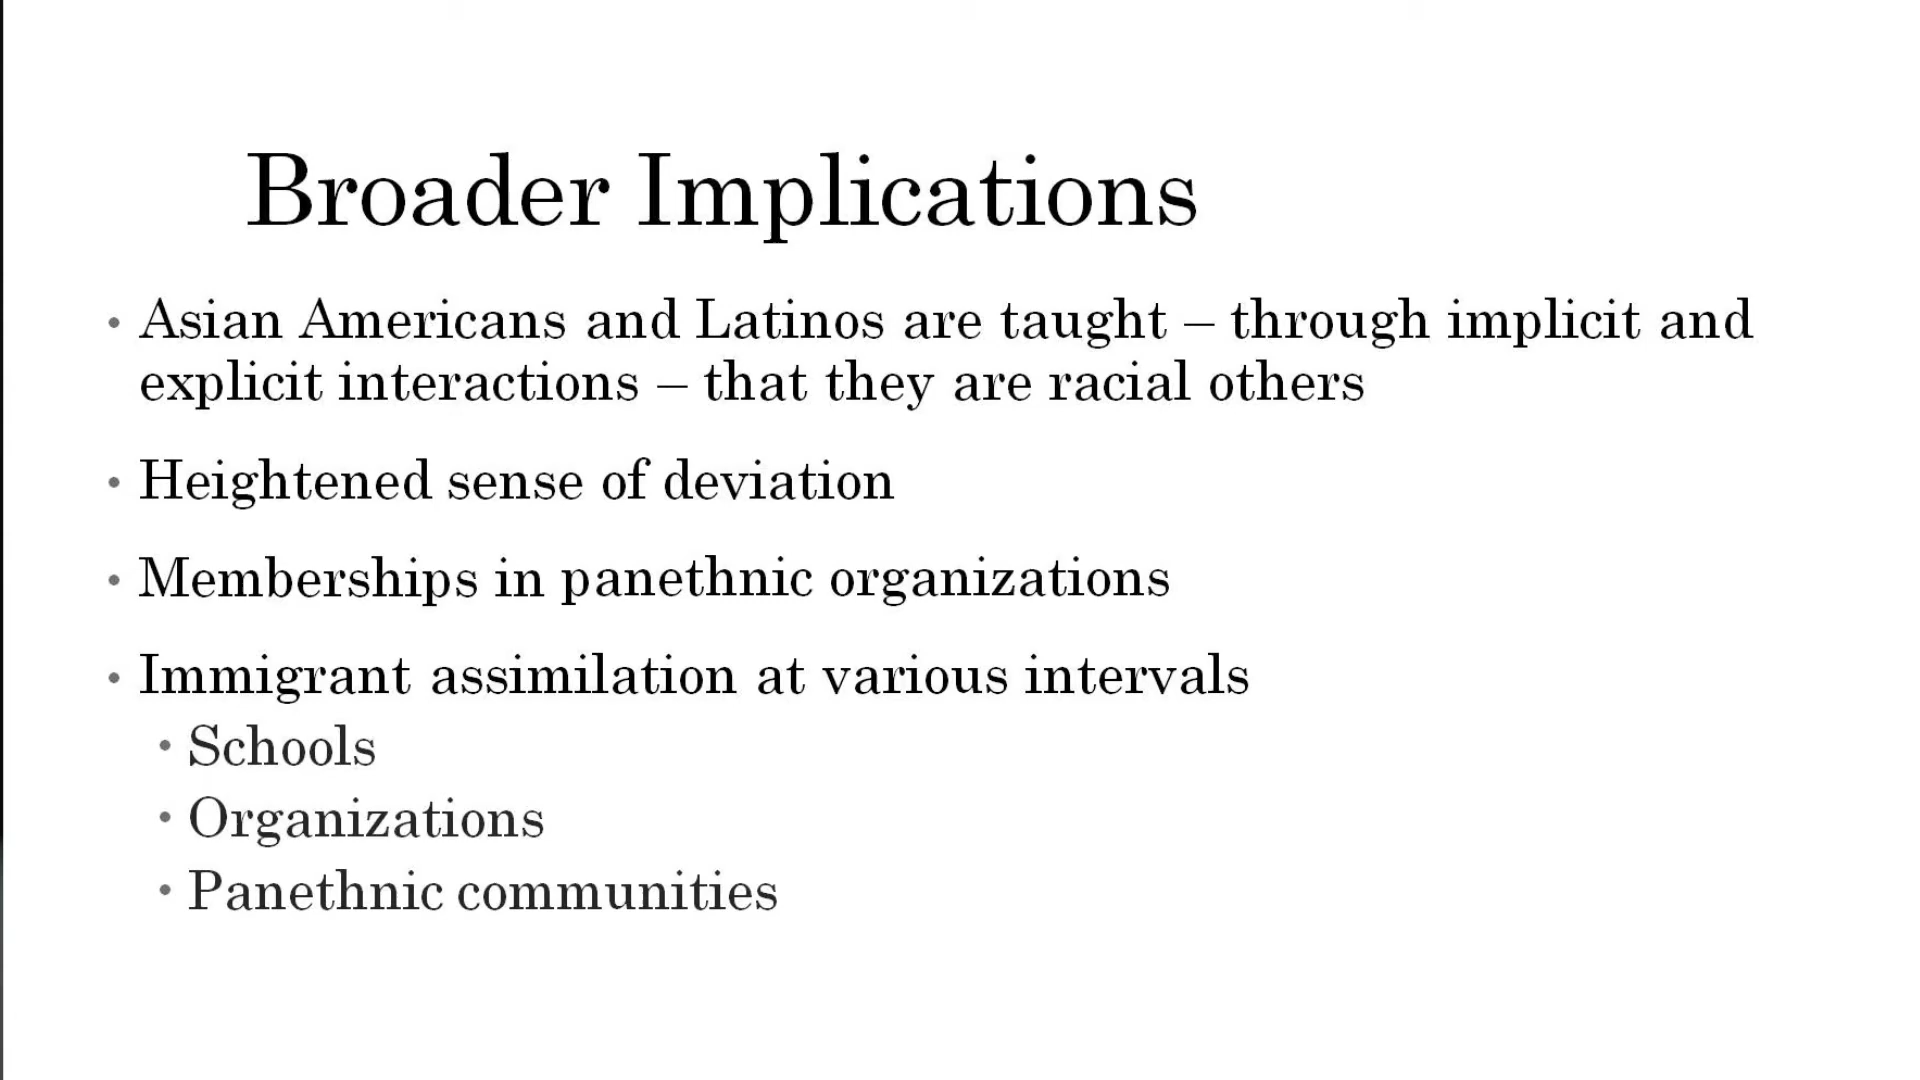 Broader Implications
• Asian Americans and Latinos are taught – through implicit and
explicit interactions – that they are racial others
• Heightened sense of deviation
• Memberships in panethnic organizations
• Immigrant assimilation at various intervals
• Schools
• Organizations
• Panethnic communities